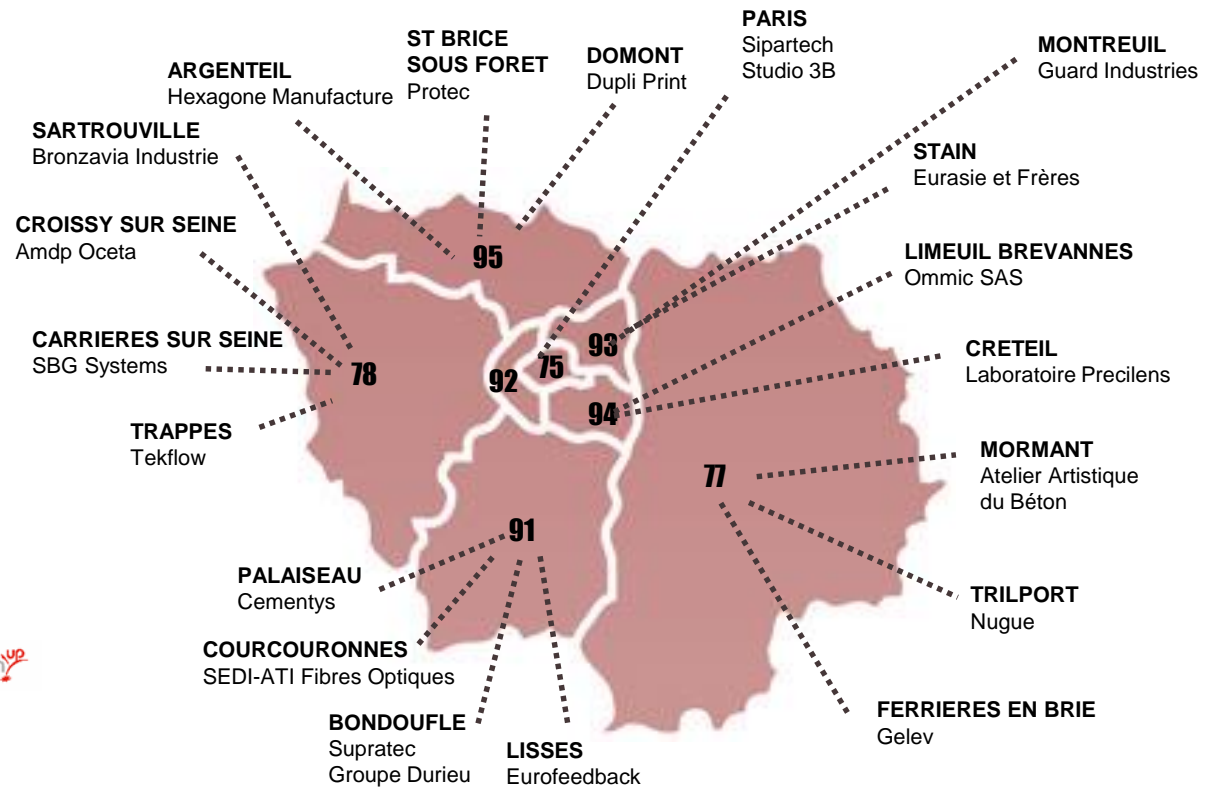 PARIS
Sipartech
Studio 3B
ST BRICE
SOUS FORET
Protec
DOMONT
Dupli Print
MONTREUIL
Guard Industries
ARGENTEIL
Hexagone Manufacture
SARTROUVILLE
Bronzavia Industrie
STAIN
Eurasie et Frères
CROISSY SUR SEINE
Amdp Oceta
LIMEUIL BREVANNES
Ommic SAS
95
CARRIERES SUR SEINE
SBG Systems
93
78
92
75
CRETEIL
Laboratoire Precilens
94
TRAPPES
Tekflow
MORMANT
Atelier Artistique
du Béton
77
91
PALAISEAU
Cementys
TRILPORT
Nugue
COURCOURONNES
SEDI-ATI Fibres Optiques
up
FERRIERES EN BRIE
Gelev
BONDOUFLE
Supratec
Groupe Durieu
LISSES
Eurofeedback